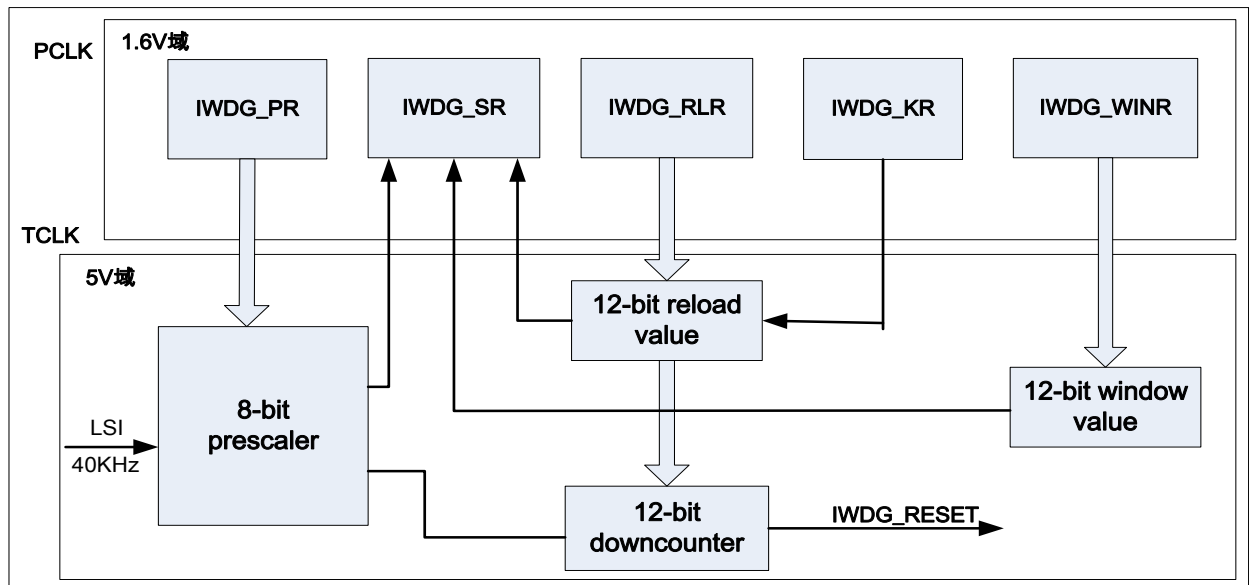 PCLK
1.6V域
IWDG_PR
IWDG_SR
IWDG_RLR
IWDG_KR
IWDG_WINR
TCLK
5V域
12-bit reload
value
12-bit window
value
8-bit
prescaler
LSI
40KHz
12-bit
downcounter
IWDG_RESET